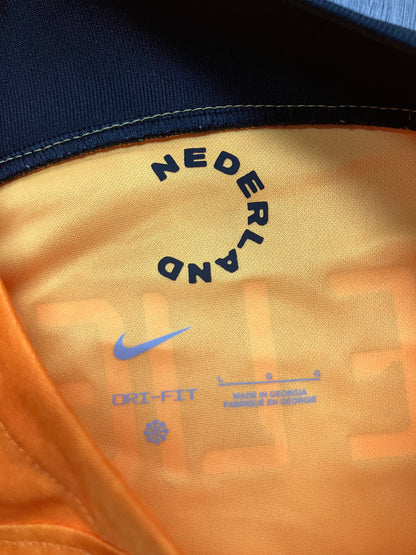 NEDERLAND
DRI-FIT
L G G
MADE IN GEORGIA
FABRIQUÉ EN GÉORGIE